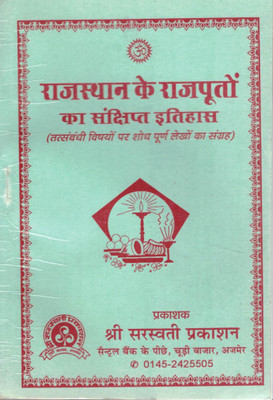 ॐ
राजस्थान के राजपूतों
का संक्षिप्त इतिहास
(तत्संबंधी विषयों पर शोध पूर्ण लेखों का संग्रह)
प्रकाशक
श्री सरस्वती प्रकाशन
सैन्ट्रल बैंक के पीछे, चूड़ी बाजार, अजमेर
✆ 0145-2425505